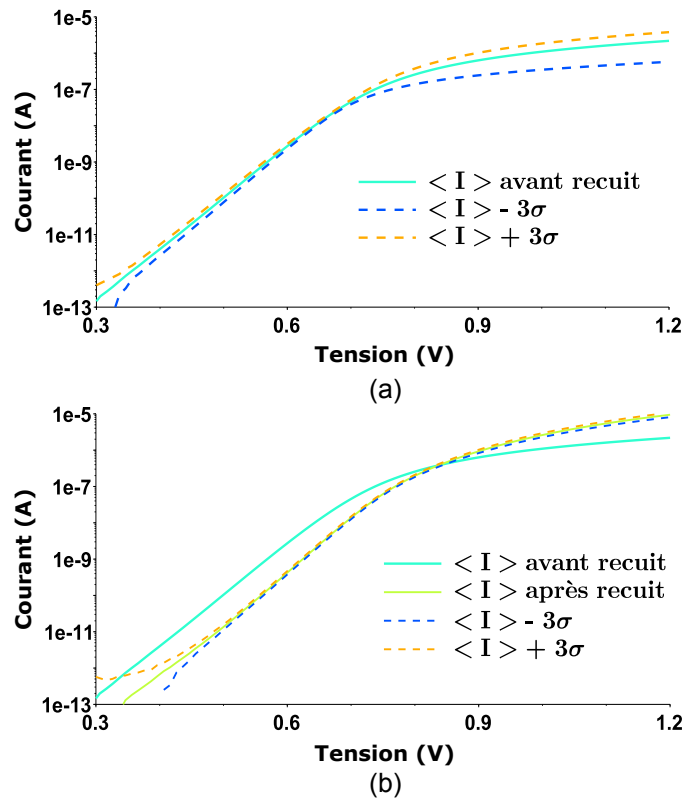 1e-5
1e-7
1e-9
1e-11
1e-13
Courant (A)
< I > avant recuit
< I > - 3σ
< I > + 3σ
0.3 0.6 0.9 1.2
Tension (V)
(a)
1e-5
1e-7
1e-9
1e-11
1e-13
Courant (A)
< I > avant recuit
< I > après recuit
< I > - 3σ
< I > + 3σ
0.3 0.6 0.9 1.2
Tension (V)
(b)